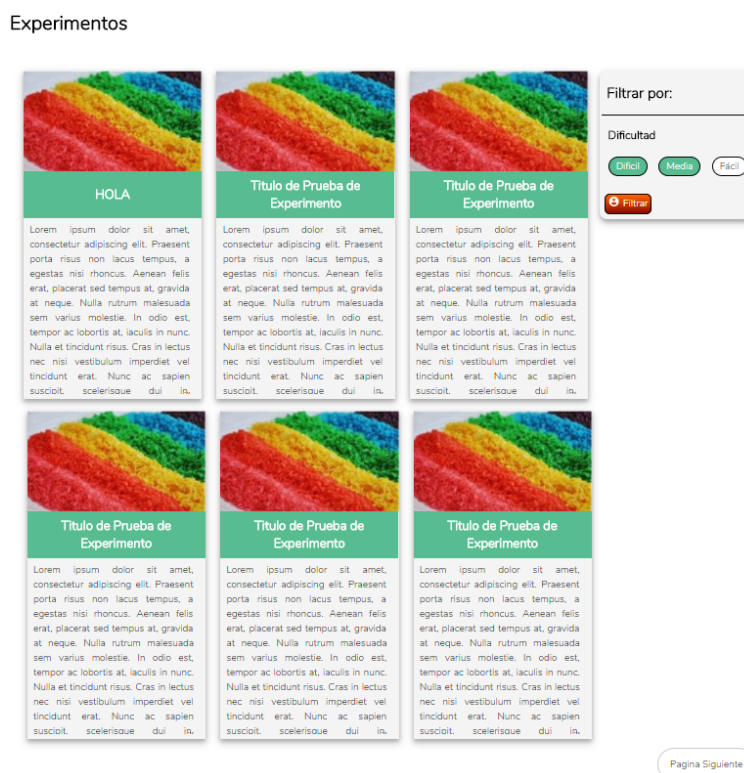 Experimentos
HOLA
Lorem ipsum dolor sit amet,
consectetur adipiscing elit. Praesent
porta risus non lacus tempus, a
egestas nisi rhoncus. Aenean felis
erat, placerat sed tempus at, gravida
at neque. Nulla rutrum malesuada
sem varius molestie. In odio est,
tempor ac lobortis at, iaculis in nunc.
Nulla et tincidunt risus. Cras in lectus
nec nisi vestibulum imperdiet vel
tincidunt erat. Nunc ac sapien
suscipit, scelerisque dui in,
Titulo de Prueba de
Experimento
Lorem ipsum dolor sit amet,
consectetur adipiscing elit. Praesent
porta risus non lacus tempus, a
egestas nisi rhoncus. Aenean felis
erat, placerat sed tempus at, gravida
at neque. Nulla rutrum malesuada
sem varius molestie. In odio est,
tempor ac lobortis at, iaculis in nunc.
Nulla et tincidunt risus. Cras in lectus
nec nisi vestibulum imperdiet vel
tincidunt erat. Nunc ac sapien
suscipit, scelerisque dui in,
Titulo de Prueba de
Experimento
Lorem ipsum dolor sit amet,
consectetur adipiscing elit. Praesent
porta risus non lacus tempus, a
egestas nisi rhoncus. Aenean felis
erat, placerat sed tempus at, gravida
at neque. Nulla rutrum malesuada
sem varius molestie. In odio est,
tempor ac lobortis at, iaculis in nunc.
Nulla et tincidunt risus. Cras in lectus
nec nisi vestibulum imperdiet vel
tincidunt erat. Nunc ac sapien
suscipit, scelerisque dui in,
Filtrar por:
Dificultad
Dificil Media Fácil
Filtrar
Titulo de Prueba de
Experimento
Lorem ipsum dolor sit amet,
consectetur adipiscing elit. Praesent
porta risus non lacus tempus, a
egestas nisi rhoncus. Aenean felis
erat, placerat sed tempus at, gravida
at neque. Nulla rutrum malesuada
sem varius molestie. In odio est,
tempor ac lobortis at, iaculis in nunc.
Nulla et tincidunt risus. Cras in lectus
nec nisi vestibulum imperdiet vel
tincidunt erat. Nunc ac sapien
suscipit, scelerisque dui in,
Titulo de Prueba de
Experimento
Lorem ipsum dolor sit amet,
consectetur adipiscing elit. Praesent
porta risus non lacus tempus, a
egestas nisi rhoncus. Aenean felis
erat, placerat sed tempus at, gravida
at neque. Nulla rutrum malesuada
sem varius molestie. In odio est,
tempor ac lobortis at, iaculis in nunc.
Nulla et tincidunt risus. Cras in lectus
nec nisi vestibulum imperdiet vel
tincidunt erat. Nunc ac sapien
suscipit, scelerisque dui in,
Titulo de Prueba de
Experimento
Lorem ipsum dolor sit amet,
consectetur adipiscing elit. Praesent
porta risus non lacus tempus, a
egestas nisi rhoncus. Aenean felis
erat, placerat sed tempus at, gravida
at neque. Nulla rutrum malesuada
sem varius molestie. In odio est,
tempor ac lobortis at, iaculis in nunc.
Nulla et tincidunt risus. Cras in lectus
nec nisi vestibulum imperdiet vel
tincidunt erat. Nunc ac sapien
suscipit, scelerisque dui in,
Pagina Siguiente